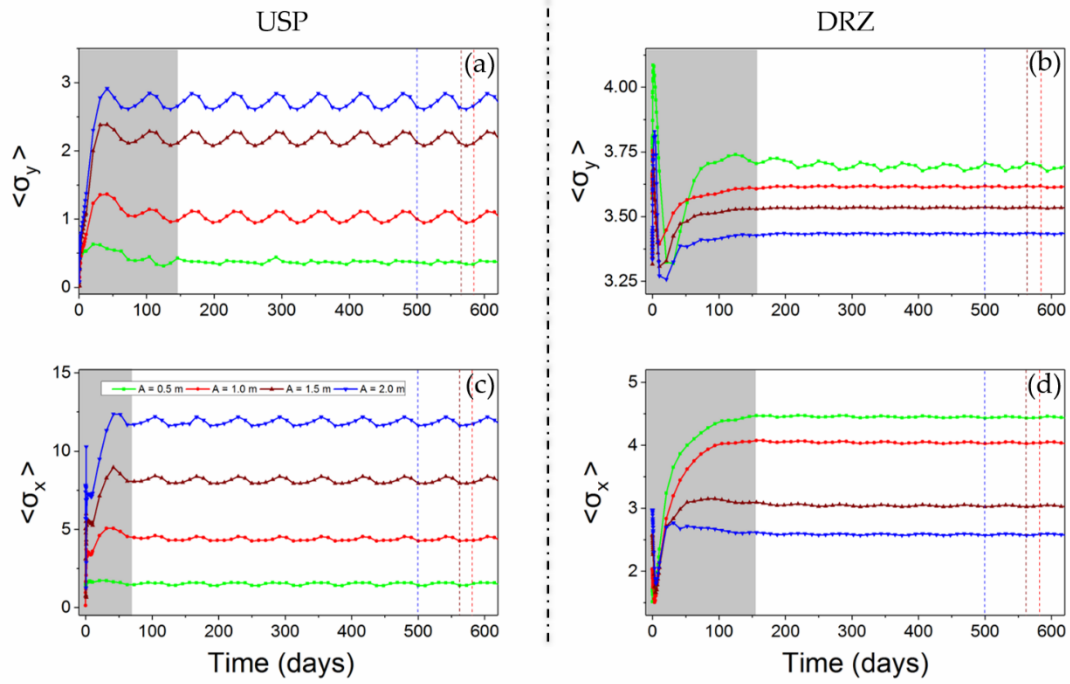 USP DRZ
(a) (b)
<σy>
3
2
1
0
0 100 200 300 400 500 600
<σy>
4.00
3.75
3.50
3.25
0 100 200 300 400 500 600
(c) (d)
A = 0.5 m A = 1.0 m A = 1.5 m A = 2.0 m
<σx>
15
10
5
0
0 100 200 300 400 500 600
Time (days)
<σx>
5
4
3
2
0 100 200 300 400 500 600
Time (days)